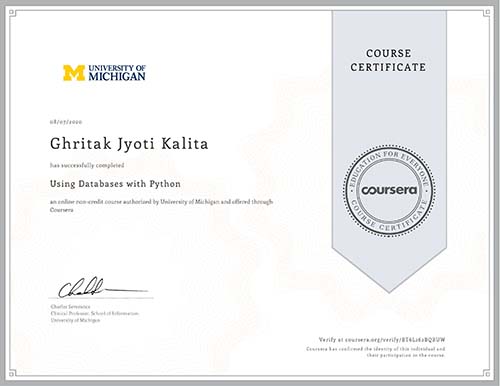 UNIVERSITY OF
MICHIGAN
COURSE
CERTIFICATE
08/07/2020
Ghritak Jyoti Kalita
has successfully completed
Using Databases with Python
an online non-credit course authorized by University of Michigan and offered through
Coursera
EDUCATION FOR EVERYONE
coursera
COURSE CERTIFICATE
Charles Severance
Clinical Professor, School of Information
University of Michigan
Verify at coursera.org/verify/
Coursera has confirmed the identity of this individual and
their participation in the course.